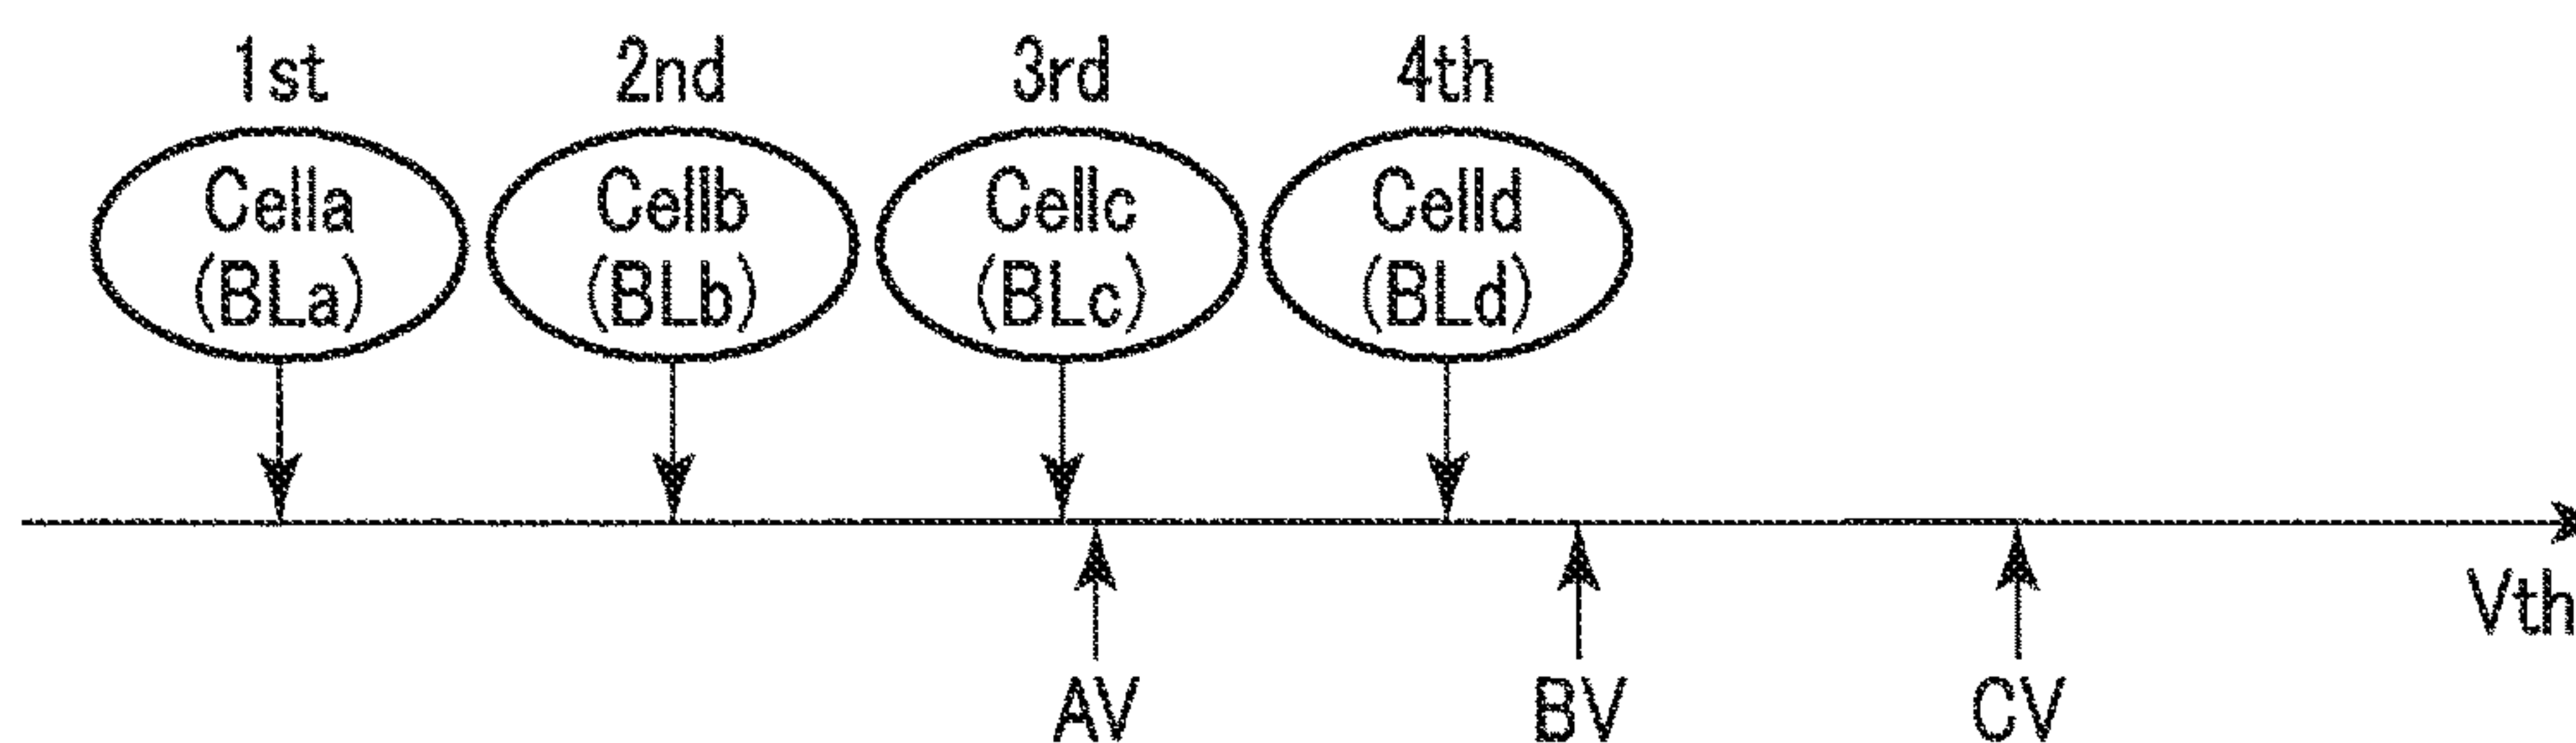 1st 2nd 3rd 4th
Cella Cellb Cellc Celld
(BLa) (BLb) (BLc) (BLd)
Vth
AV BV CV